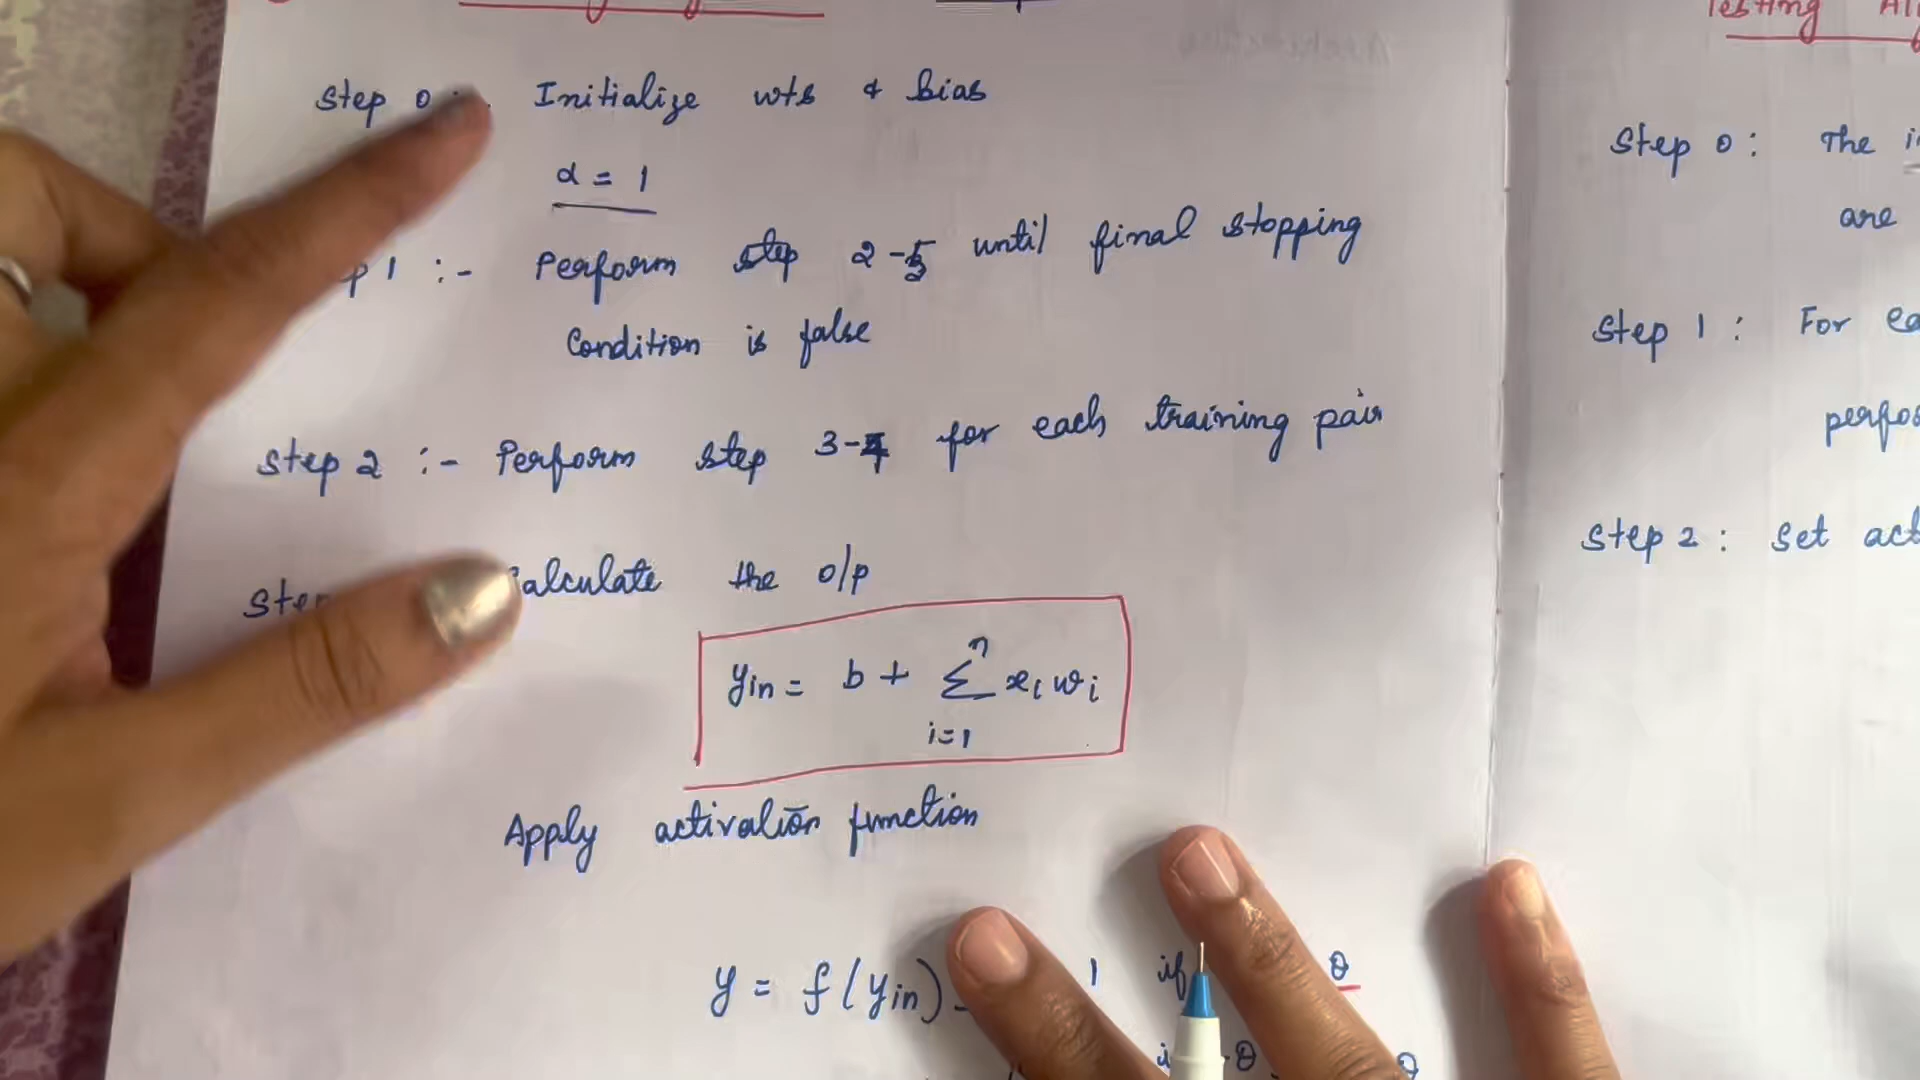 Step 0 :- Initialize wts & bias
α = 1
p 1 :- Perform step 2-5 until final stopping
Condition is false
Step 2 :- Perform step 3-4 for each training pair
Ste alculate the o/p
yin = b + Σ xi wi
n
i=1
Apply activation function
y = f(yin) 1 if θ
θ θ
Testing
Step 0 : The
are
Step 1 : For
Step 2 : Set